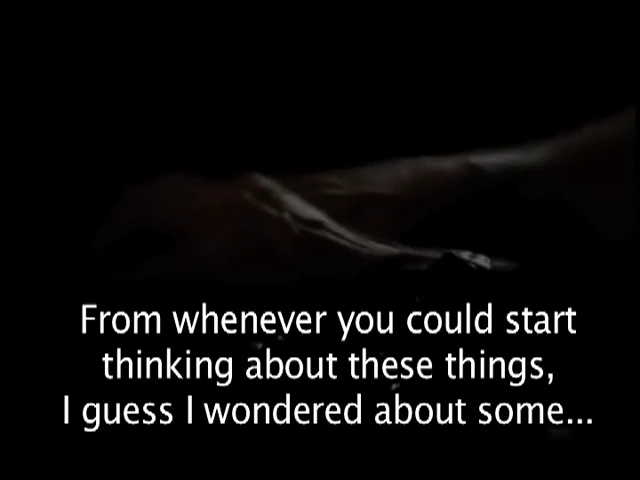 From whenever you could start
thinking about these things,
I guess I wondered about some...